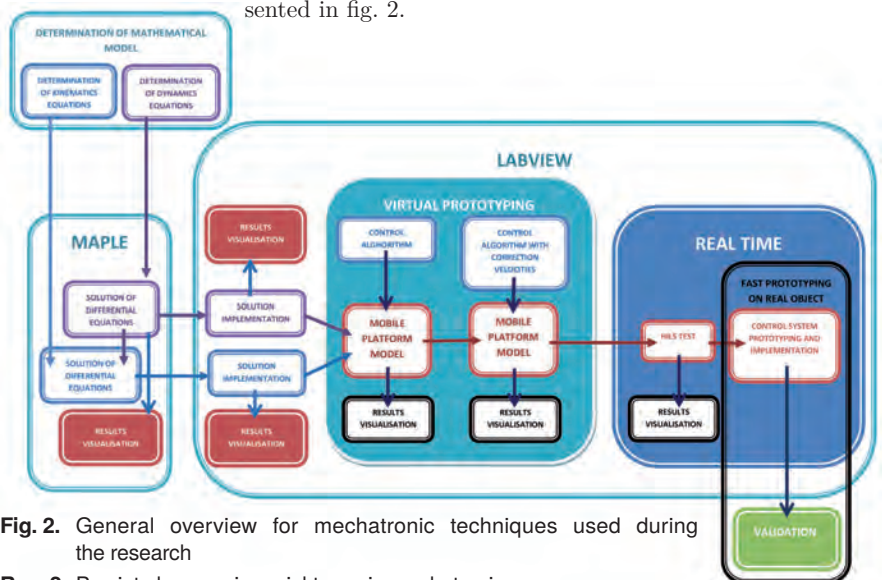 sented in fig. 2.
DETERMINATION OF MATHEMATICAL
MODEL
DETERMINATION
OF KINEMATICS
EQUATIONS
DETERMINATION
OF DYNAMICS
EQUATIONS
LABVIEW
MAPLE
SOLUTION OF
DIFFERENTIAL
EQUATIONS
SOLUTION OF
DIFFERENTIAL
EQUATIONS
RESULTS
VISUALISATION
RESULTS
VISUALISATION
SOLUTION
IMPLEMENTATION
SOLUTION
IMPLEMENTATION
RESULTS
VISUALISATION
VIRTUAL PROTOTYPING
CONTROL
ALGHORITHM
CONTROL
ALGORITHM WITH
CORRECTION
VELOCITIES
MOBILE
PLATFORM
MODEL
MOBILE
PLATFORM
MODEL
RESULTS
VISUALISATION
RESULTS
VISUALISATION
REAL TIME
FAST PROTOTYPING
ON REAL OBJECT
HILS TEST
CONTROL SYSTEM
PROTOTYPING AND
IMPLEMENTATION
RESULTS
VISUALISATION
VALIDATION
Fig. 2. General overview for mechatronic techniques used during
the research